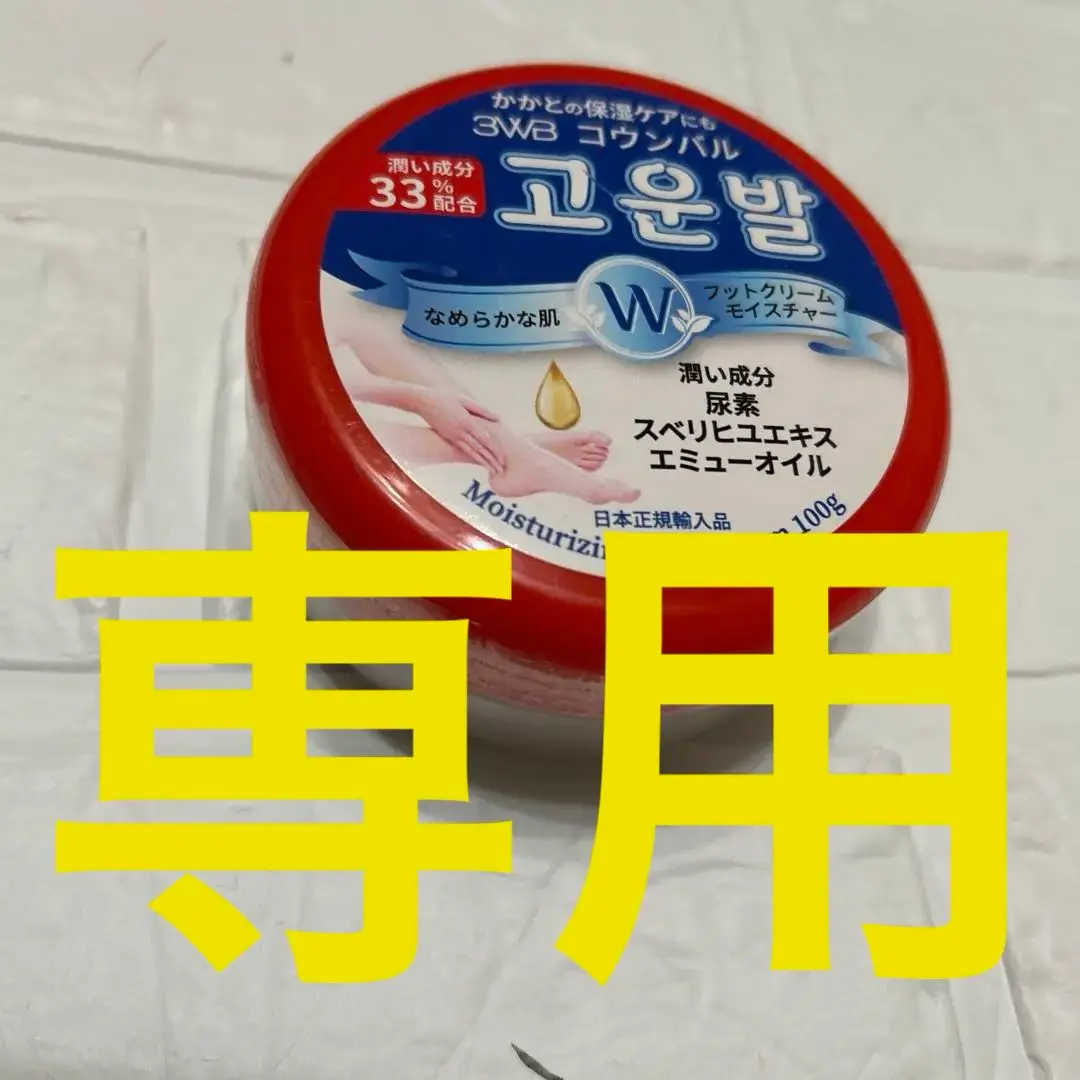 かかとの保湿ケアにも
3WB コウンバル
潤い成分
33%配合
고운발
なめらかな肌
W
フットクリーム
モイスチャー
潤い成分
尿素
スベリヒユエキス
エミューオイル
日本正規輸入品
100g
専用